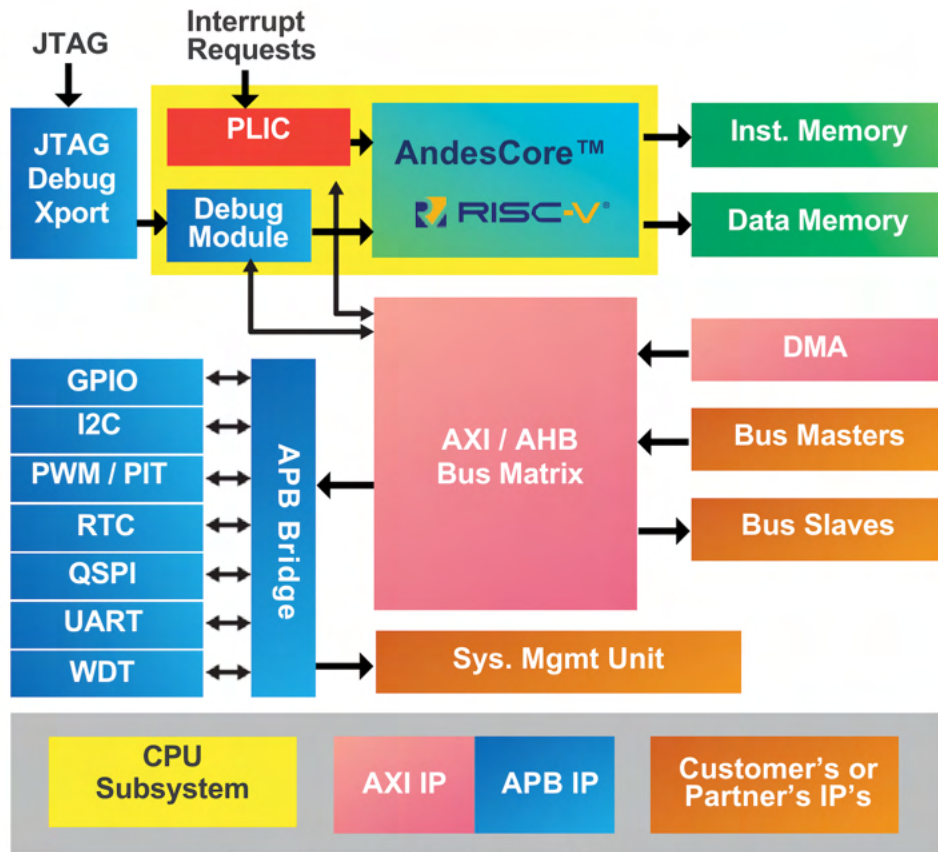 JTAG
Interrupt
Requests
JTAG
Debug
Xport
PLIC
Debug
Module
AndesCore™
RISC-V®
Inst. Memory
Data Memory
DMA
Bus Masters
Bus Slaves
AXI / AHB
Bus Matrix
GPIO
I2C
PWM / PIT
RTC
QSPI
UART
WDT
APB Bridge
Sys. Mgmt Unit
CPU
Subsystem
AXI IP
APB IP
Customer's or
Partner's IP's